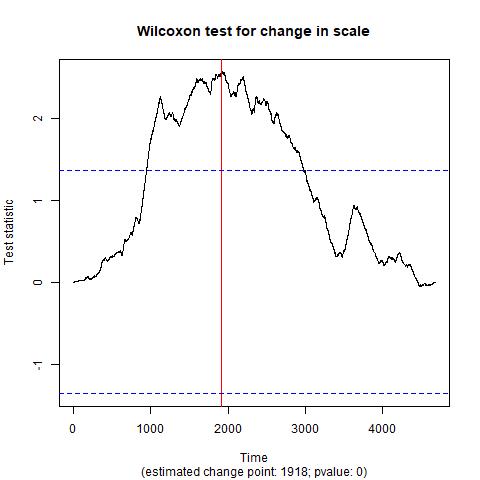 Wilcoxon test for change in scale
Test statistic
2
1
0
-1
0 1000 2000 3000 4000
Time
(estimated change point: 1918; pvalue: 0)